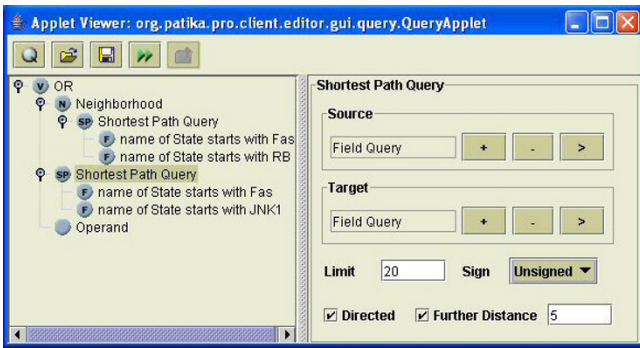 Applet Viewer: org.patika.pro.client.editor.gui.query.QueryApplet
V OR
N Neighborhood
SP Shortest Path Query
F name of State starts with Fas
F name of State starts with RB
SP Shortest Path Query
F name of State starts with Fas
F name of State starts with JNK1
Operand
Shortest Path Query
Source
Field Query + - >
Target
Field Query + - >
Limit 20 Sign Unsigned
Directed Further Distance 5